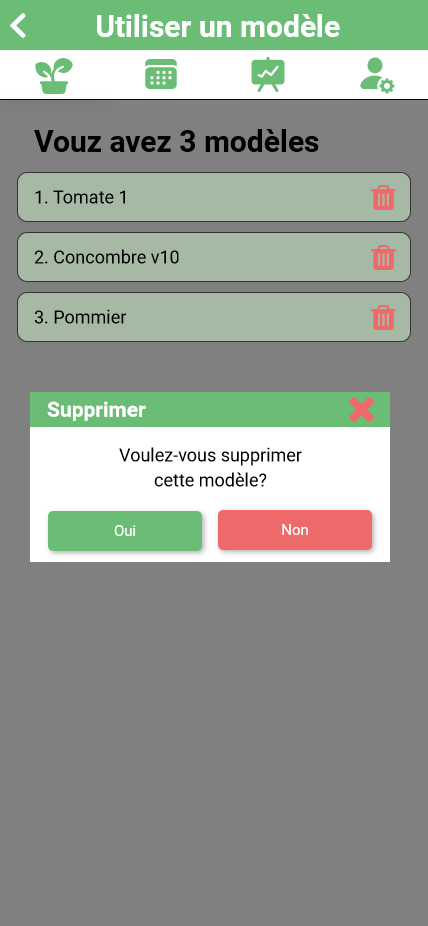 Utiliser un modèle
Vouz avez 3 modèles
1. Tomate 1
2. Concombre v10
3. Pommier
Supprimer
Voulez-vous supprimer
cette modèle?
Oui
Non